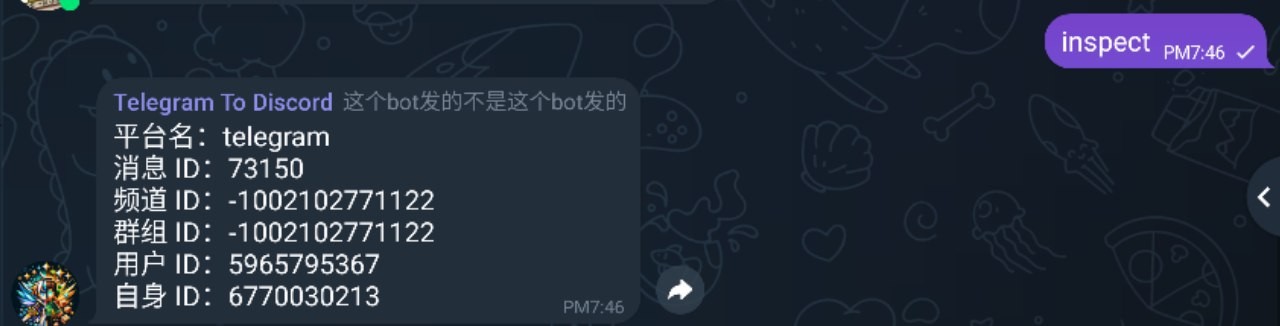 inspect PM7:46
Telegram To Discord 这个bot发的不是这个bot发的
平台名：telegram
消息 ID：73150
频道 ID：-1002102771122
群组 ID：-1002102771122
用户 ID：5965795367
自身 ID：6770030213
PM7:46